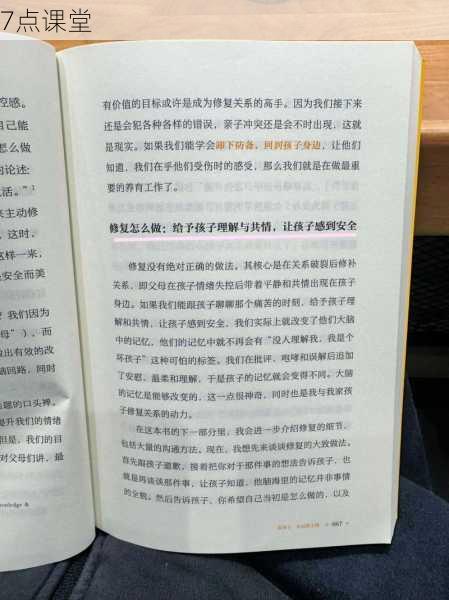 7点课堂
控感。
自己能
怎么做
的论述:
活。”
来主动修
,这时,
这样一来,
安全而美
?我们因为
母”),而
出有效的改
脑回路,同时
愿的口头禅。
提升我们的情绪
但是,我们的目
对父母们讲,最
nowledge &
有价值的目标或许是成为修复关系的高手。因为我们接下来
还是会犯各种各样的错误,亲子冲突还是会不时出现,这就
是现实。如果我们能学会卸下防备,回到孩子身边,让他们
知道,我们在乎他们受伤时的感受,那么我们就是在做最重
要的养育工作了。
修复怎么做:给予孩子理解与共情,让孩子感到安全
修复没有绝对正确的做法。其核心是在关系破裂后修补
关系,即父母在孩子情绪失控后带着平静和共情出现在孩子
身边。如果我们能跟孩子聊聊那个痛苦的时刻,给予孩子理
解和共情,让孩子感到安全,我们实际上就改变了他们大脑
中的记忆,他们的记忆中就不再会有“没人理解我,我是个
坏孩子”这种可怕的标签。我们在批评、咆哮和误解后追加
了安慰、温柔和理解,于是孩子的记忆就会变得不同。大脑
的记忆是能够改变的,这一点很神奇,同时也是我与我家孩
子修复关系的动力。
在这本书的下一部分里,我会进一步介绍修复的细节,
包括大量的沟通方法。现在,我想先来谈谈修复的大致做法。
首先跟孩子道歉,接着把你对于那件事的想法告诉孩子,也
就是再谈谈那件事,让孩子知道,他脑海里的记忆并非事情
的全貌。然后告诉孩子,你希望自己当初是怎么做的,以及
067